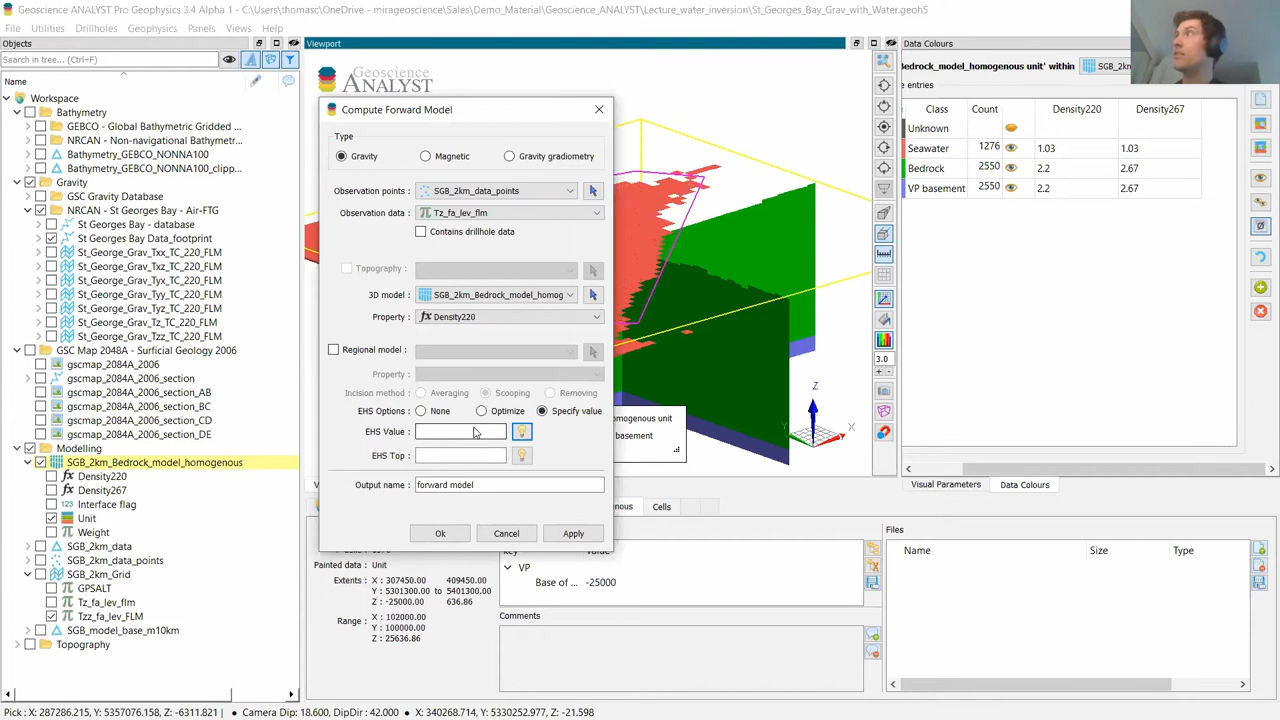 Geoscience ANALYST Pro Geophysics 3.4 Alpha 1 - C:\Users\thomasc\OneDrive - mirageoscience\Sales\Demo_Material\Geoscience_ANALYST\Lecture_water_inversion\St_Georges_Bay_Grav_with_Water.geoh5
File Utilities Drillholes Geophysics Panels Views Help
Objects
Search in tree... (Ctrl+F)
Name
Workspace
Bathymetry
GEBCO - Global Bathymetric Gridded ...
NRCAN - Non-navigational Bathymetr...
Bathymetry_GEBCO_NONNA100
Bathymetry_GEBCO_NONNA100_clipp...
Gravity
GSC Gravity Database
NRCAN - St Georges Bay - Air-FTG
St Georges Bay - database
St Georges Bay Data_footprint
St_George_Grav_Txx_TC_220_FLM
St_George_Grav_Txy_TC_220_FLM
St_George_Grav_Txz_TC_220_FLM
St_George_Grav_Tyy_TC_220_FLM
St_George_Grav_Tyz_TC_220_FLM
St_George_Grav_Tz_TC_220_FLM
GSC Map 2048A - Surficial Geology 2006
gscmap_2084A_2006
gscmap_2084A_2006_section
gscmap_2084A_2006_section_AB
gscmap_2084A_2006_section_BC
gscmap_2084A_2006_section_CD
gscmap_2084A_2006_section_DE
Modelling
SGB_2km_Bedrock_model_homogenous
Density220
Density267
Interface flag
Unit
Weight
SGB_2km_data
SGB_2km_data_points
SGB_2km_Grid
GPSALT
Tz_fa_lev_flm
Tzz_fa_lev_FLM
SGB_model_base_m10km
Topography
Viewport
Geoscience
ANALYST
Compute Forward Model
Type
Gravity Magnetic Gravity gradiometry
Observation points : SGB_2km_data_points
Observation data : Tz_fa_lev_flm
Contains drillhole data
Topography :
3D model : SGB_2km_Bedrock_model_homog
Property : Density220
Regional model :
Property :
Incision method : Averaging Scooping Removing
EHS Options : None Optimize Specify value
EHS Value :
EHS Top :
Output name : forward model
Ok Cancel Apply
omogenous unit
basement
X
Y
Z
3.0
Data Colours
Bedrock_model_homogenous unit' within SGB_2km
e entries
Class Count Density220 Density267
Unknown
Seawater 1276 1.03 1.03
Bedrock 2550 2.2 2.67
VP basement 2550 2.2 2.67
Visual Parameters Data Colours
nous Cells
Painted data: Unit
Extents : X : 307450.00 409450.00
Y : 5301300.00 to 5401300.00
Z : -25000.00 636.86
Range : X : 102000.00
Y : 100000.00
Z : 25636.86
VP
Base of ... -25000
Comments
Files
Name Size Type
Pick : X: 287286.215 Y: 5357076.158 Z: -6311.821 | Camera Dip: 18.600, DipDir : 42.000 X: 340268.714, Y: 5330252.977 Z: -21.598